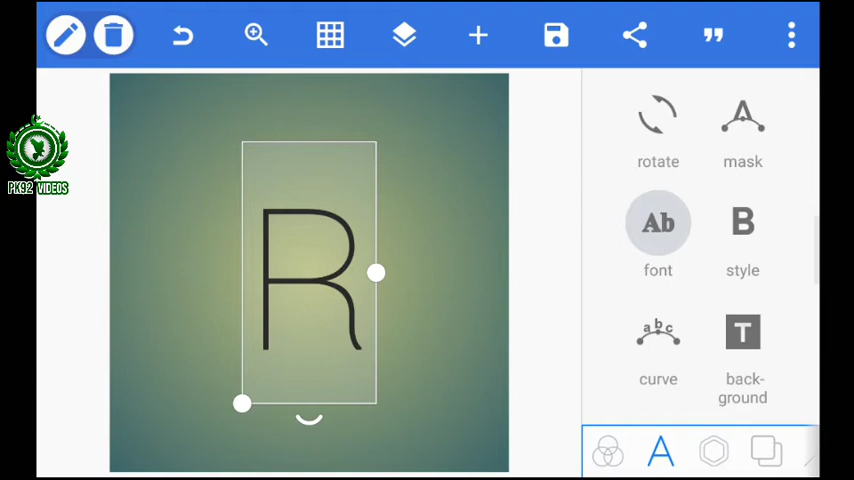 PK92 VIDEOS
R
rotate
mask
Ab
font
B
style
abc
curve
T
back-
ground
A